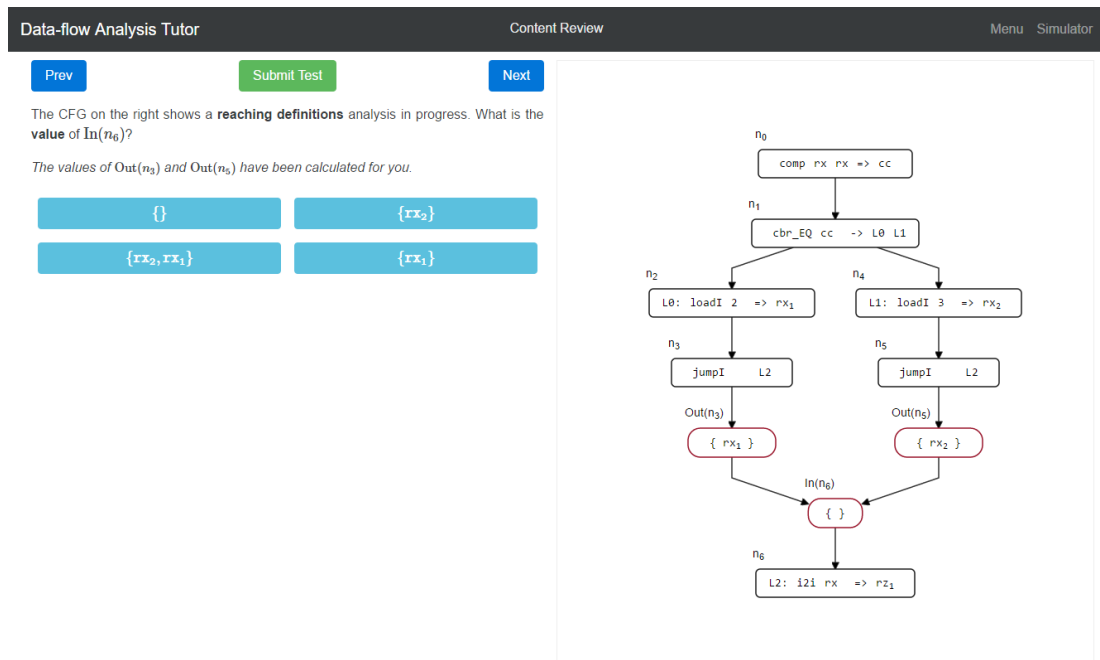 Data-flow Analysis Tutor Content Review Menu Simulator
Prev Submit Test Next
The CFG on the right shows a reaching definitions analysis in progress. What is the
value of In(n₆)?
The values of Out(n₃) and Out(n₅) have been calculated for you.
{} {rx₂}
{rx₂, rx₁} {rx₁}
n₀
comp rx rx => cc
n₁
cbr_EQ cc -> L0 L1
n₂ n₄
L0: loadI 2 => rx₁ L1: loadI 3 => rx₂
n₃ n₅
jumpI L2 jumpI L2
Out(n₃) Out(n₅)
{ rx₁ } { rx₂ }
In(n₆)
{ }
n₆
L2: i2i rx => rz₁